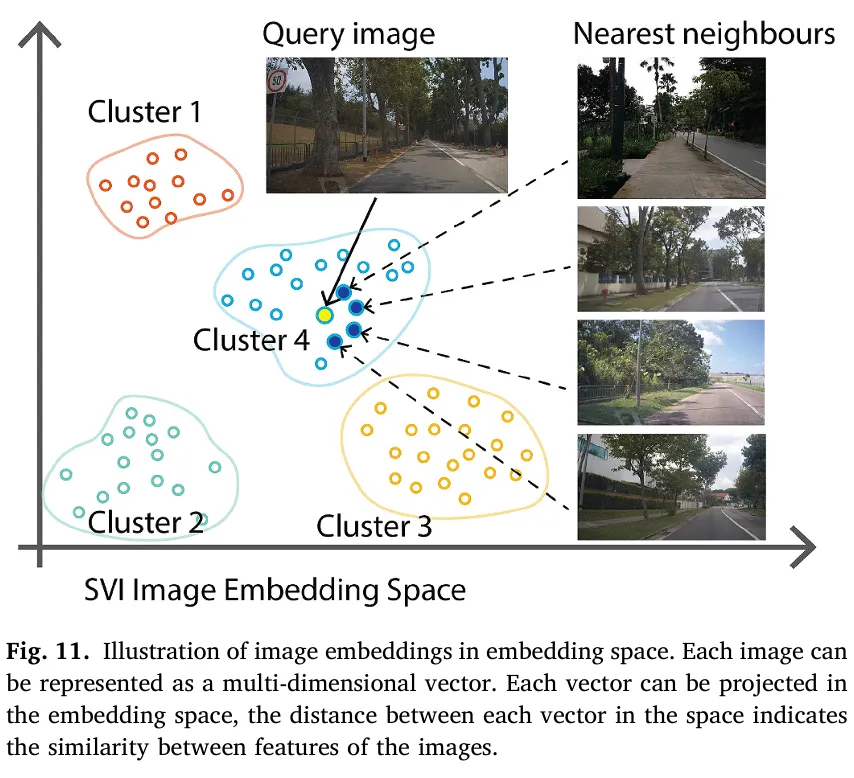 Query image
Nearest neighbours
50
Cluster 1
Cluster 4
Cluster 2
Cluster 3
SVI Image Embedding Space
Fig. 11. Illustration of image embeddings in embedding space. Each image can
be represented as a multi-dimensional vector. Each vector can be projected in
the embedding space, the distance between each vector in the space indicates
the similarity between features of the images.